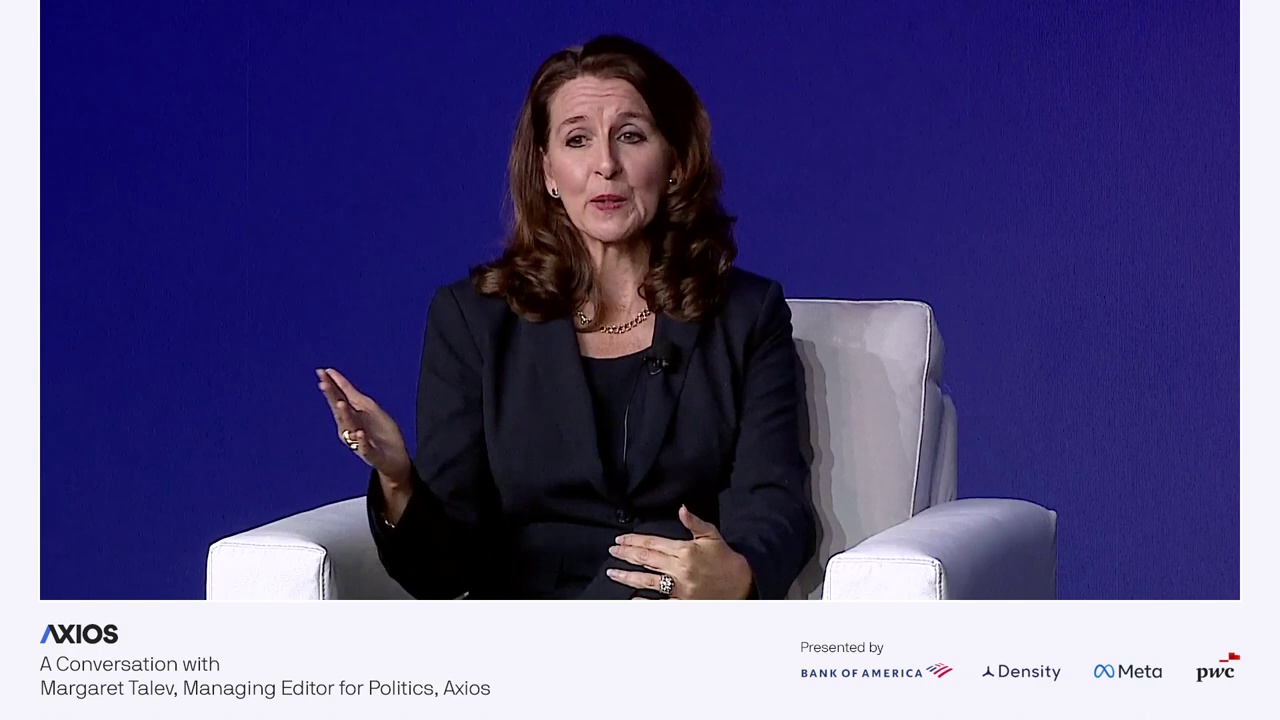 AXIOS
A Conversation with
Margaret Talev, Managing Editor for Politics, Axios
Presented by
BANK OF AMERICA
Density
Meta
pwc